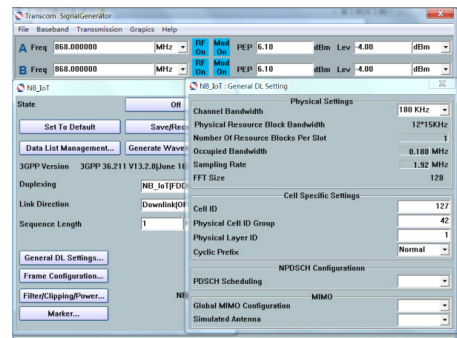 Transcom: SignalGenerator
File Baseband Transsmission Grapics Help
A Freq 868.000000 MHz RF On Mod On PEP 6.10 dBm Lev -4.00 dBm
B Freq 868.000000 MHz RF On Mod On PEP 6.10 dBm Lev -4.00 dBm
NB_IoT
State Off
Set To Default Save/Rec
Data List Management... Generate Wave
3GPP Version 3GPP 36.211 V13.2.0(June 16
Duplexing NB_IoT(FDD
Link Direction Downlink(OF
Sequence Length 1
General DL Settings...
Frame Configuration...
Filter/Clipping/Power...
Marker...
NB_IoT : General DL Setting
Physical Settings
Channel Bandwidth 180 KHz
Physical Resource Block Bandwidth 12*15KHz
Number Of Resource Blocks Per Slot 1
Occupied Bandwidth 0.180 MHz
Sampling Rate 1.92 MHz
FFT Size 128
Cell Specific Settings
Cell ID 127
Physical Cell ID Group 42
Physical Layer ID 1
Cyclic Prefix Normal
NPDSCH Configurationn
PDSCH Scheduling
MIMO
Global MIMO Configuration
Simulated Antenna